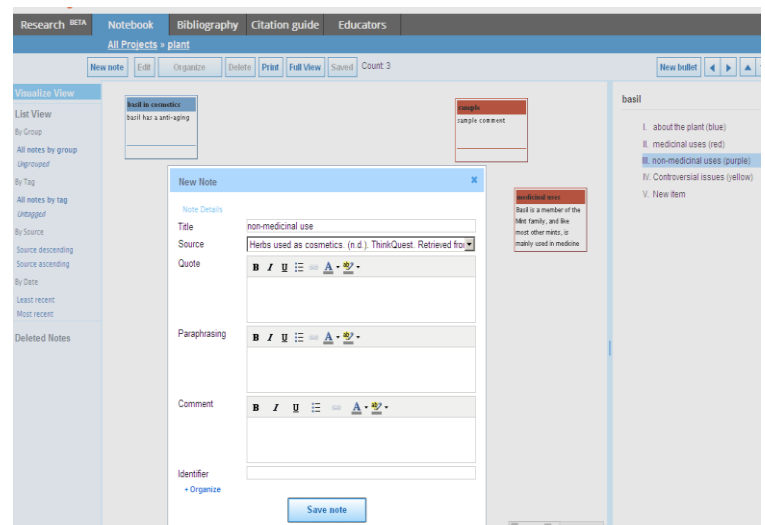 Research BETA Notebook Bibliography Citation guide Educators
All Projects » plant
New note Edit Organize Delete Print Full View Saved Count: 3 New bullet
Visualize View
List View
By Group
All notes by group
Ungrouped
By Tag
All notes by tag
Untagged
By Source
Source descending
Source ascending
By Date
Least recent
Most recent
Deleted Notes
basil in cosmetics
basil has a anti-aging
sample
sample comment
medicinal uses
Basil is a member of the
Mint family, and like
most other mints, is
mainly used in medicine
New Note ×
Note Details
Title non-medicinal use
Source Herbs used as cosmetics. (n.d.). ThinkQuest. Retrieved fro
Quote B I U A ab
Paraphrasing B I U A ab
Comment B I U A ab
Identifier
+ Organize
Save note
basil
I. about the plant (blue)
II. medicinal uses (red)
III. non-medicinal uses (purple)
IV. Controversial issues (yellow)
V. New item